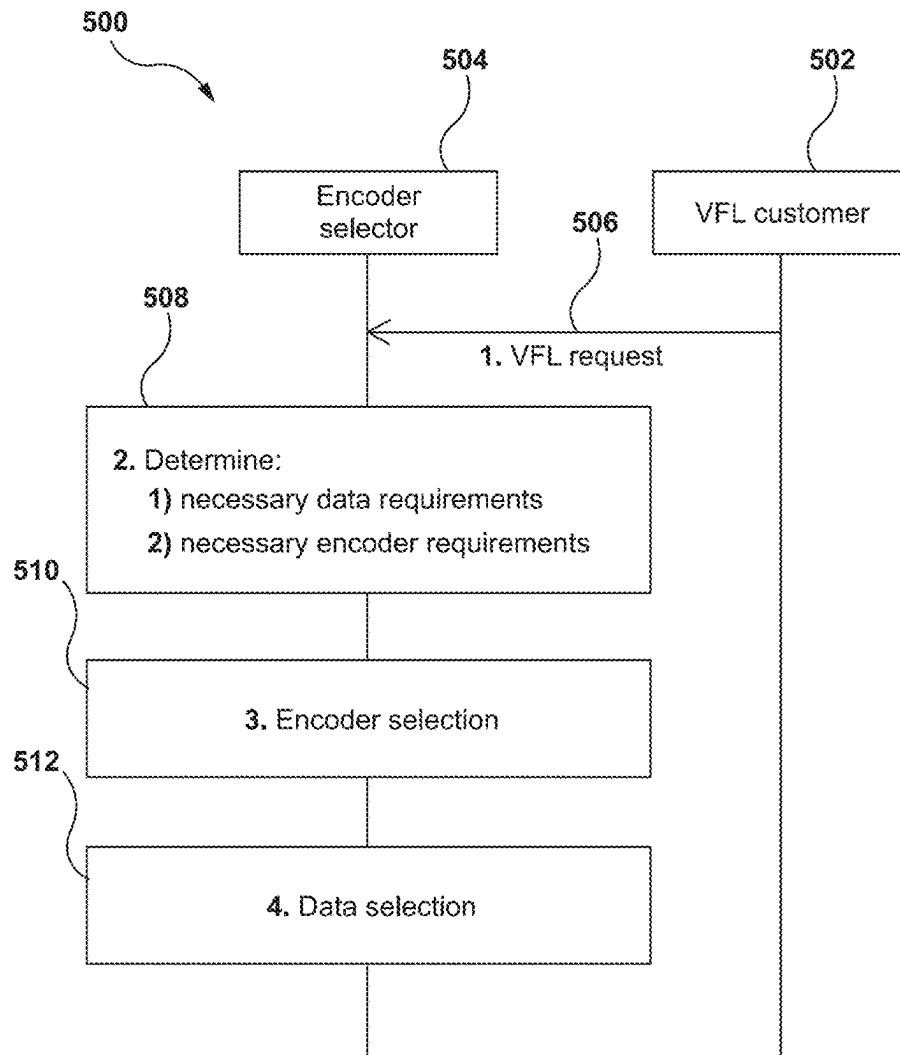 500
504
502
Encoder
selector
VFL customer
506
508
1. VFL request
2. Determine:
1) necessary data requirements
2) necessary encoder requirements
510
3. Encoder selection
512
4. Data selection